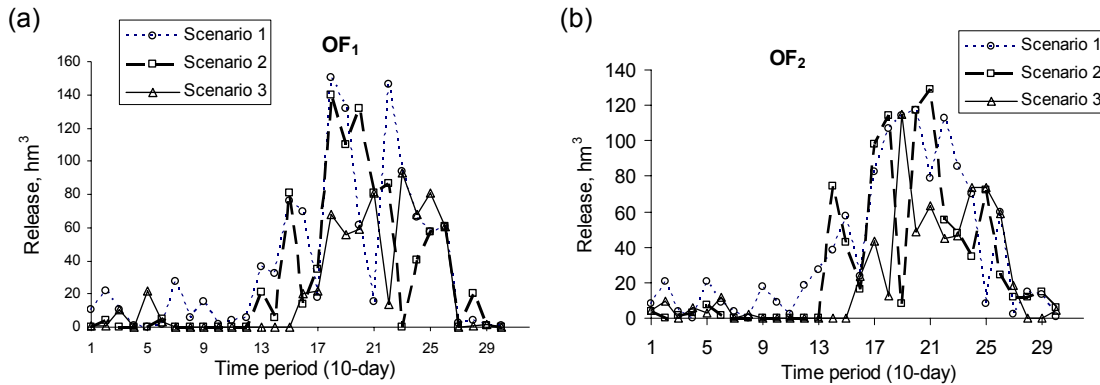 (a)
Scenario 1
Scenario 2
Scenario 3
OF1
160
140
120
100
80
60
40
20
0
Release, hm3
1 5 9 13 17 21 25 29
Time period (10-day)
(b)
Scenario 1
Scenario 2
Scenario 3
OF2
140
120
100
80
60
40
20
0
Release, hm3
1 5 9 13 17 21 25 29
Time period (10-day)